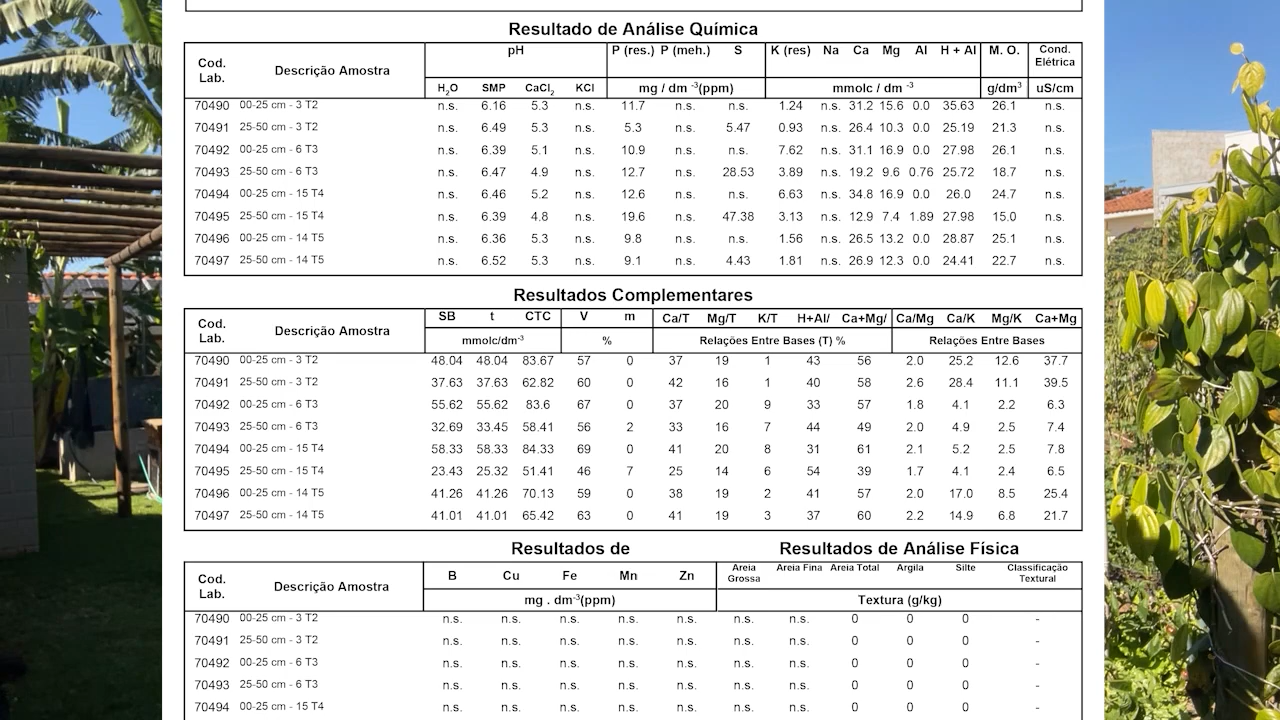 Resultado de Análise Química
Cod. Lab. Descrição Amostra pH P (res.) P (meh.) S K (res) Na Ca Mg Al H + Al M. O. Cond. Elétrica
H2O SMP CaCl2 KCl mg / dm -3(ppm) mmolc / dm -3 g/dm3 uS/cm
70490 00-25 cm - 3 T2 n.s. 6.16 5.3 n.s. 11.7 n.s. n.s. 1.24 n.s. 31.2 15.6 0.0 35.63 26.1 n.s.
70491 25-50 cm - 3 T2 n.s. 6.49 5.3 n.s. 5.3 n.s. 5.47 0.93 n.s. 26.4 10.3 0.0 25.19 21.3 n.s.
70492 00-25 cm - 6 T3 n.s. 6.39 5.1 n.s. 10.9 n.s. n.s. 7.62 n.s. 31.1 16.9 0.0 27.98 26.1 n.s.
70493 25-50 cm - 6 T3 n.s. 6.47 4.9 n.s. 12.7 n.s. 28.53 3.89 n.s. 19.2 9.6 0.76 25.72 18.7 n.s.
70494 00-25 cm - 15 T4 n.s. 6.46 5.2 n.s. 12.6 n.s. n.s. 6.63 n.s. 34.8 16.9 0.0 26.0 24.7 n.s.
70495 25-50 cm - 15 T4 n.s. 6.39 4.8 n.s. 19.6 n.s. 47.38 3.13 n.s. 12.9 7.4 1.89 27.98 15.0 n.s.
70496 00-25 cm - 14 T5 n.s. 6.36 5.3 n.s. 9.8 n.s. n.s. 1.56 n.s. 26.5 13.2 0.0 28.87 25.1 n.s.
70497 25-50 cm - 14 T5 n.s. 6.52 5.3 n.s. 9.1 n.s. 4.43 1.81 n.s. 26.9 12.3 0.0 24.41 22.7 n.s.
Resultados Complementares
Cod. Lab. Descrição Amostra SB t CTC V m Ca/T Mg/T K/T H+Al/ Ca+Mg/ Ca/Mg Ca/K Mg/K Ca+Mg
mmolc/dm-3 % Relações Entre Bases (T) % Relações Entre Bases
70490 00-25 cm - 3 T2 48.04 48.04 83.67 57 0 37 19 1 43 56 2.0 25.2 12.6 37.7
70491 25-50 cm - 3 T2 37.63 37.63 62.82 60 0 42 16 1 40 58 2.6 28.4 11.1 39.5
70492 00-25 cm - 6 T3 55.62 55.62 83.6 67 0 37 20 9 33 57 1.8 4.1 2.2 6.3
70493 25-50 cm - 6 T3 32.69 33.45 58.41 56 2 33 16 7 44 49 2.0 4.9 2.5 7.4
70494 00-25 cm - 15 T4 58.33 58.33 84.33 69 0 41 20 8 31 61 2.1 5.2 2.5 7.8
70495 25-50 cm - 15 T4 23.43 25.32 51.41 46 7 25 14 6 54 39 1.7 4.1 2.4 6.5
70496 00-25 cm - 14 T5 41.26 41.26 70.13 59 0 38 19 2 41 57 2.0 17.0 8.5 25.4
70497 25-50 cm - 14 T5 41.01 41.01 65.42 63 0 41 19 3 37 60 2.2 14.9 6.8 21.7
Resultados de Resultados de Análise Física
Cod. Lab. Descrição Amostra B Cu Fe Mn Zn Areia Grossa Areia Fina Areia Total Argila Silte Classificação Textural
mg . dm-3(ppm) Textura (g/kg)
70490 00-25 cm - 3 T2 n.s. n.s. n.s. n.s. n.s. n.s. n.s. 0 0 0 -
70491 25-50 cm - 3 T2 n.s. n.s. n.s. n.s. n.s. n.s. n.s. 0 0 0 -
70492 00-25 cm - 6 T3 n.s. n.s. n.s. n.s. n.s. n.s. n.s. 0 0 0 -
70493 25-50 cm - 6 T3 n.s. n.s. n.s. n.s. n.s. n.s. n.s. 0 0 0 -
70494 00-25 cm - 15 T4 n.s. n.s. n.s. n.s. n.s. n.s. n.s. 0 0 0 -